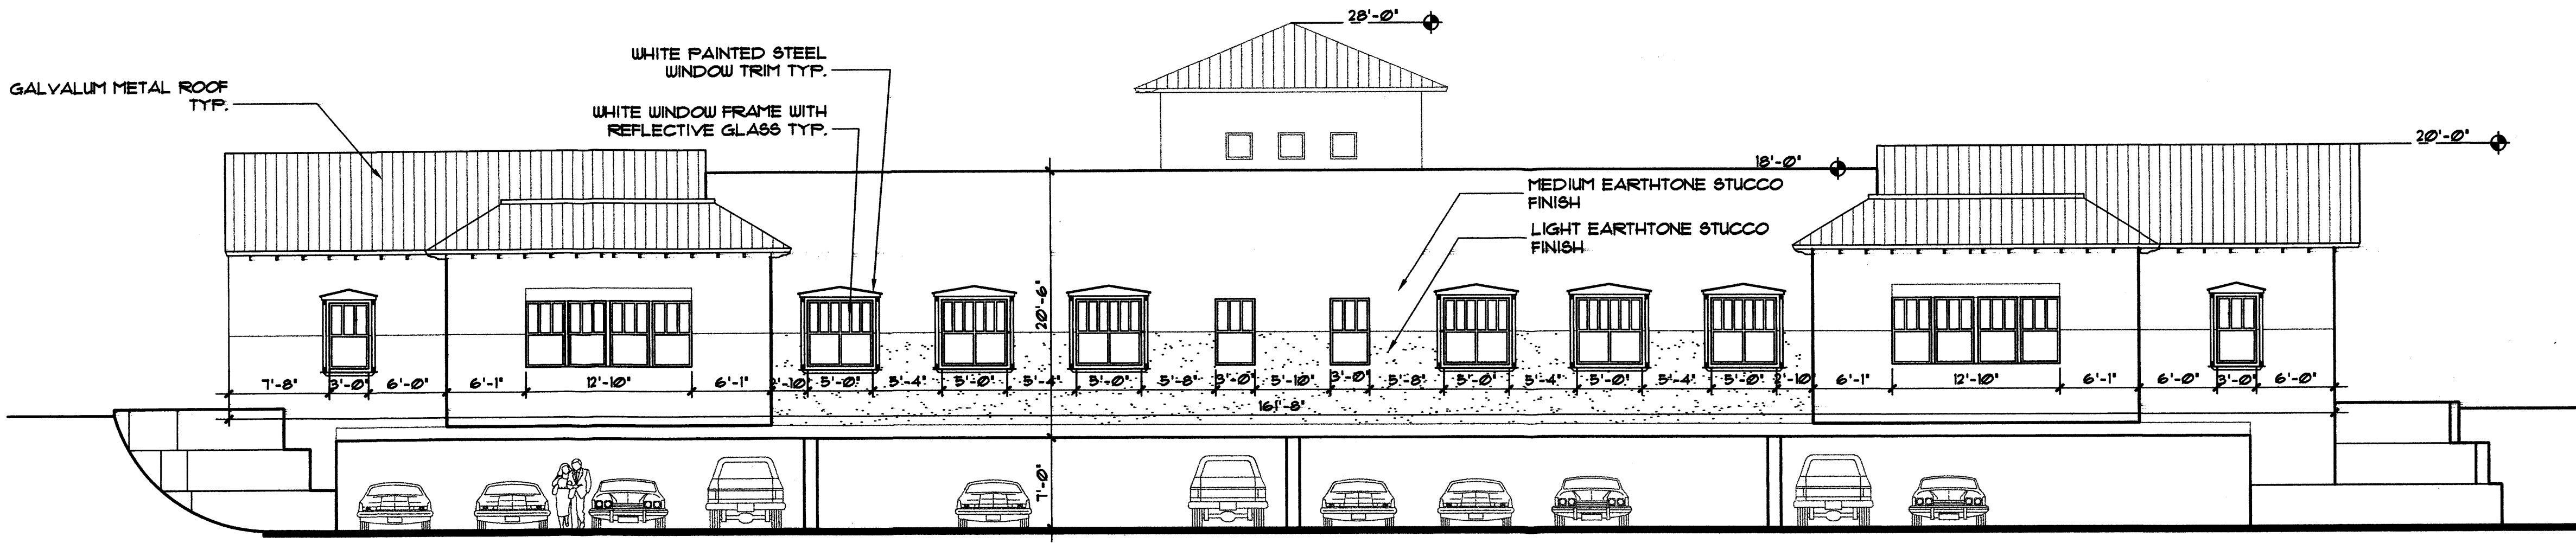 28'-0"
WHITE PAINTED STEEL
WINDOW TRIM TYP.
GALVALUM METAL ROOF
TYP.
WHITE WINDOW FRAME WITH
REFLECTIVE GLASS TYP.
20'-0"
18'-0"
MEDIUM EARTHTONE STUCCO
FINISH
LIGHT EARTHTONE STUCCO
FINISH
20'-6"
7'-8" 3'-0" 6'-0" 6'-1" 12'-10" 6'-1" 2'-10" 5'-0" 5'-4" 5'-0" 5'-4" 5'-0" 5'-8" 3'-0" 5'-10" 3'-0" 5'-8" 5'-0" 5'-4" 5'-0" 5'-4" 5'-0" 2'-10" 6'-1" 12'-10" 6'-1" 6'-0" 3'-0" 6'-0"
161'-8"
7'-0"